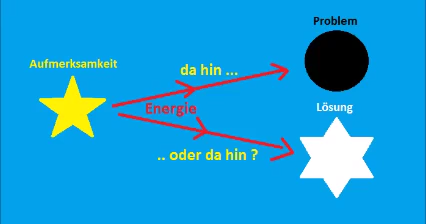 Problem
Aufmerksamkeit
da hin ...
Energie
Lösung
.. oder da hin ?